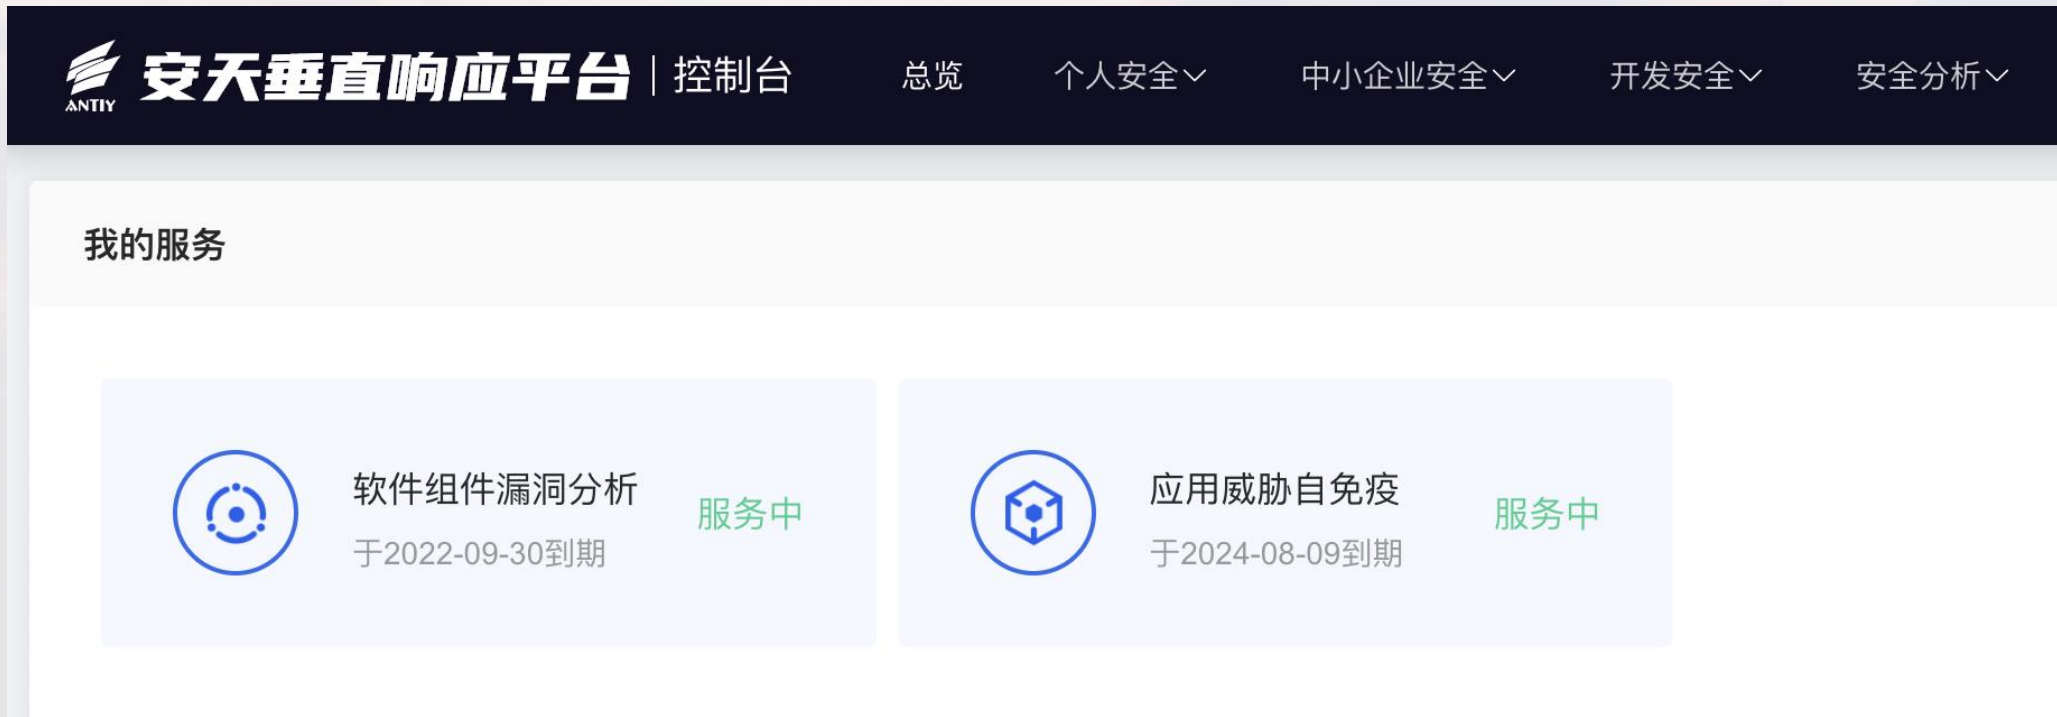 ANTIY 安天垂直响应平台 | 控制台 总览 个人安全 中小企业安全 开发安全 安全分析
我的服务
软件组件漏洞分析
于2022-09-30到期
服务中
应用威胁自免疫
于2024-08-09到期
服务中